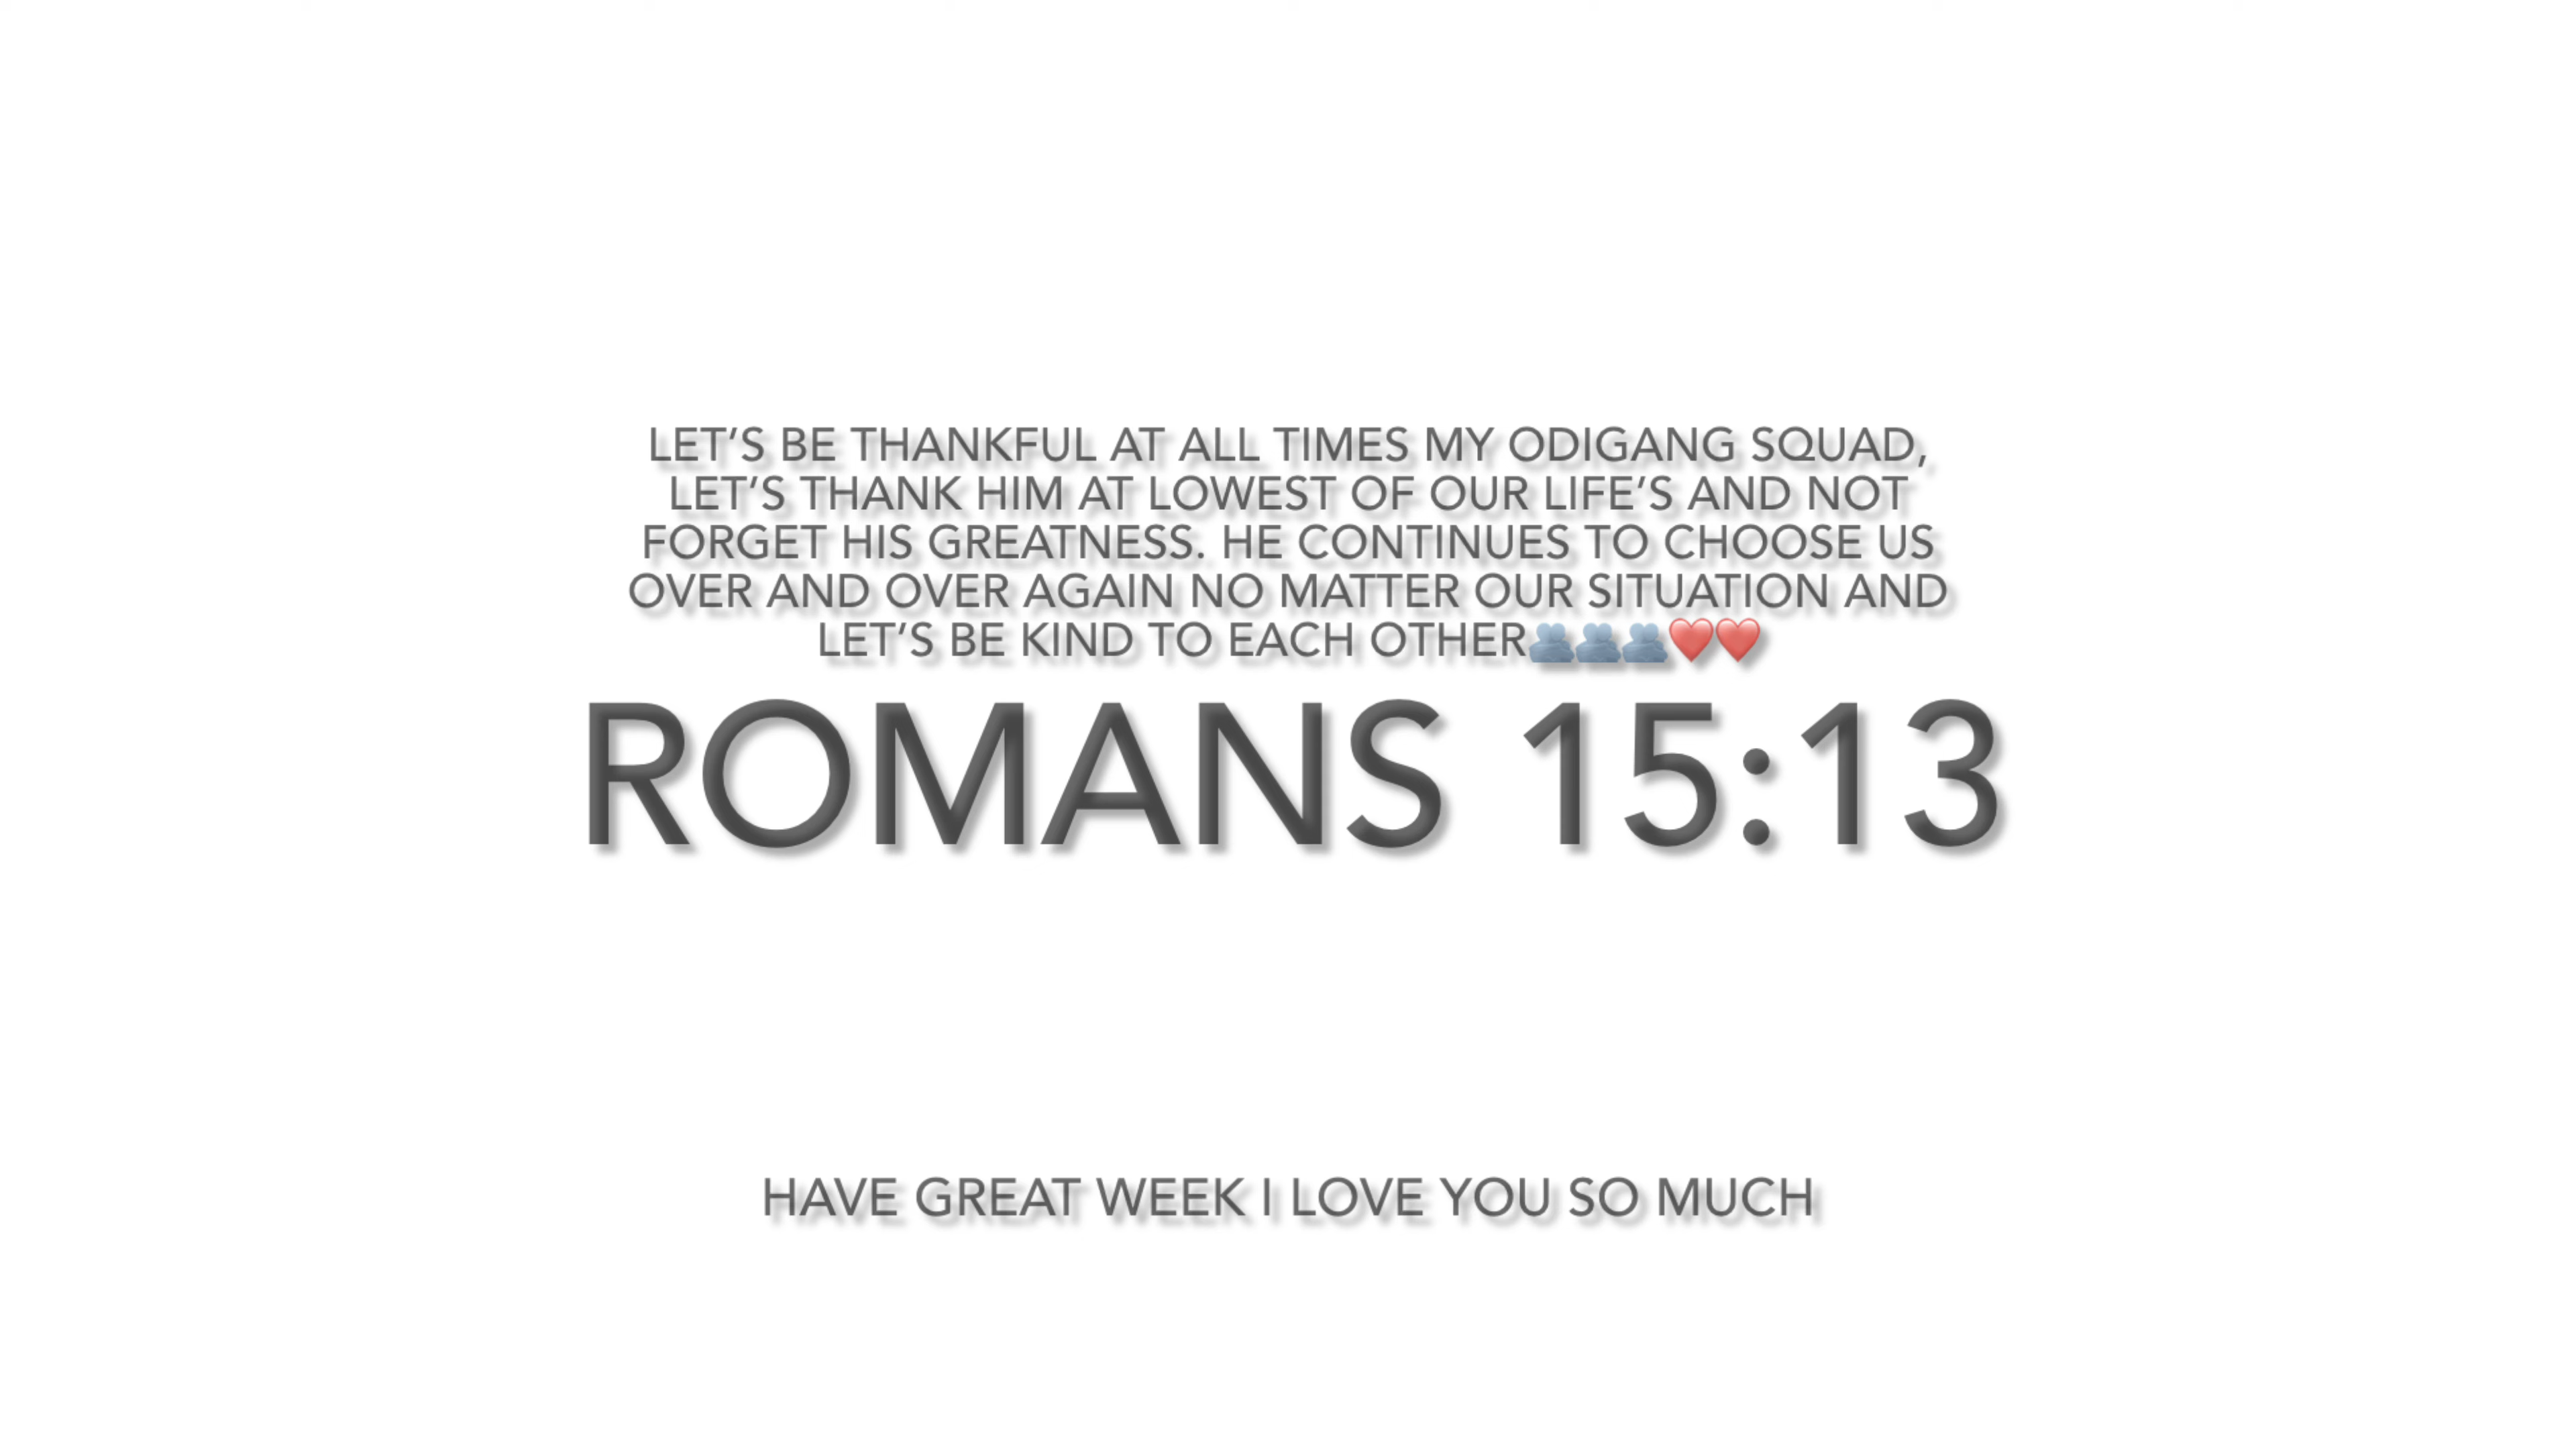 LET’S BE THANKFUL AT ALL TIMES MY ODIGANG SQUAD,
LET’S THANK HIM AT LOWEST OF OUR LIFE’S AND NOT
FORGET HIS GREATNESS. HE CONTINUES TO CHOOSE US
OVER AND OVER AGAIN NO MATTER OUR SITUATION AND
LET’S BE KIND TO EACH OTHER🫂🫂🫂❤️❤️
ROMANS 15:13
HAVE GREAT WEEK I LOVE YOU SO MUCH